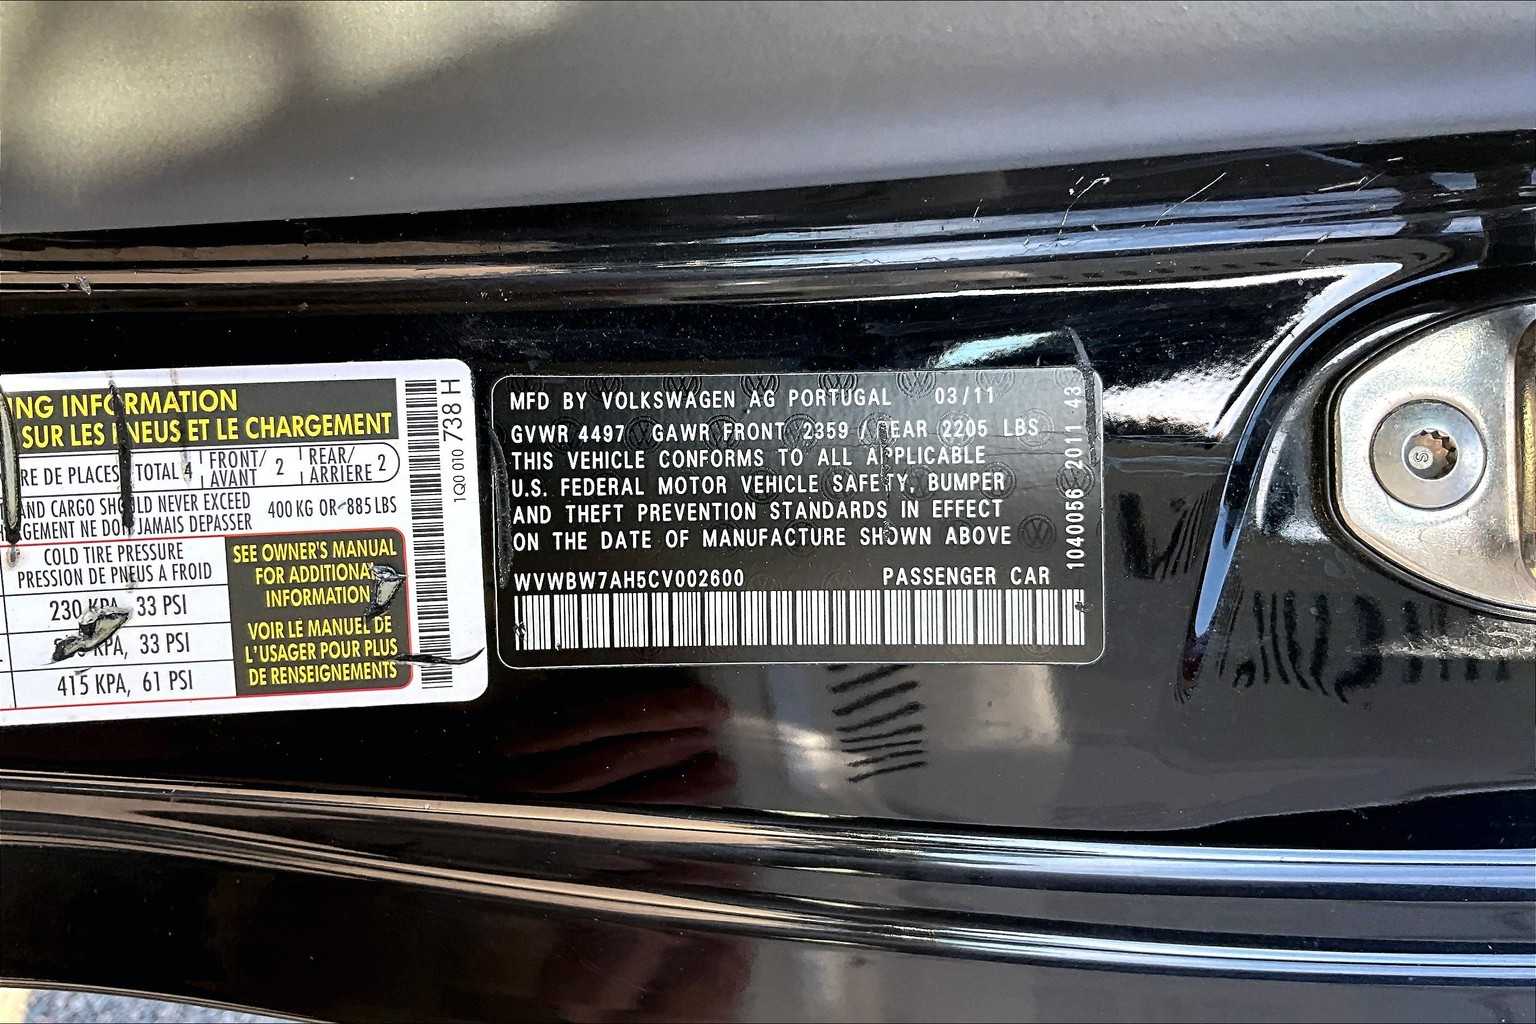 ING INFORMATION
SUR LES PNEUS ET LE CHARGEMENT
RE DE PLACES TOTAL 4 FRONT/ AVANT 2 REAR/ ARRIÈRE 2
AND CARGO SHOULD NEVER EXCEED
GEMENT NE DOIT JAMAIS DEPASSER
400 KG OR 885 LBS
COLD TIRE PRESSURE
PRESSION DE PNEUS A FROID
230 KPA, 33 PSI
KPA, 33 PSI
415 KPA, 61 PSI
SEE OWNER'S MANUAL
FOR ADDITIONAL
INFORMATION
VOIR LE MANUEL DE
L'USAGER POUR PLUS
DE RENSEIGNEMENTS
1Q0 010 738 H
MFD BY VOLKSWAGEN AG PORTUGAL 03/11
GVWR 4497 GAWR FRONT 2359 / REAR 2205 LBS
THIS VEHICLE CONFORMS TO ALL APPLICABLE
U.S. FEDERAL MOTOR VEHICLE SAFETY, BUMPER
AND THEFT PREVENTION STANDARDS IN EFFECT
ON THE DATE OF MANUFACTURE SHOWN ABOVE
WVWBW7AH5CV002600 PASSENGER CAR
1040056 2011 43